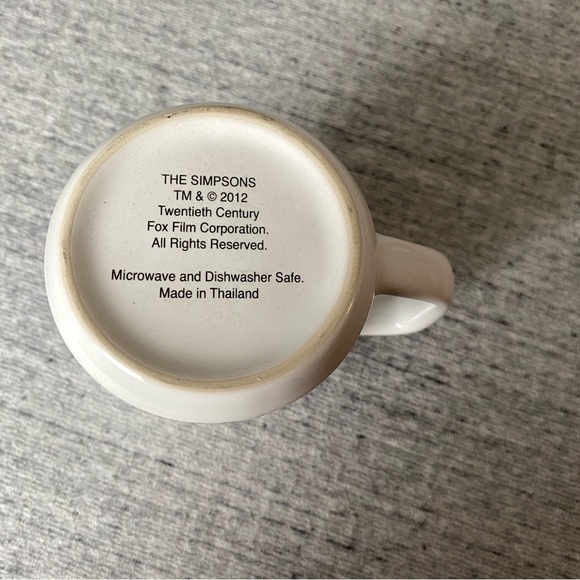 THE SIMPSONS
TM & © 2012
Twentieth Century
Fox Film Corporation.
All Rights Reserved.
Microwave and Dishwasher Safe.
Made in Thailand